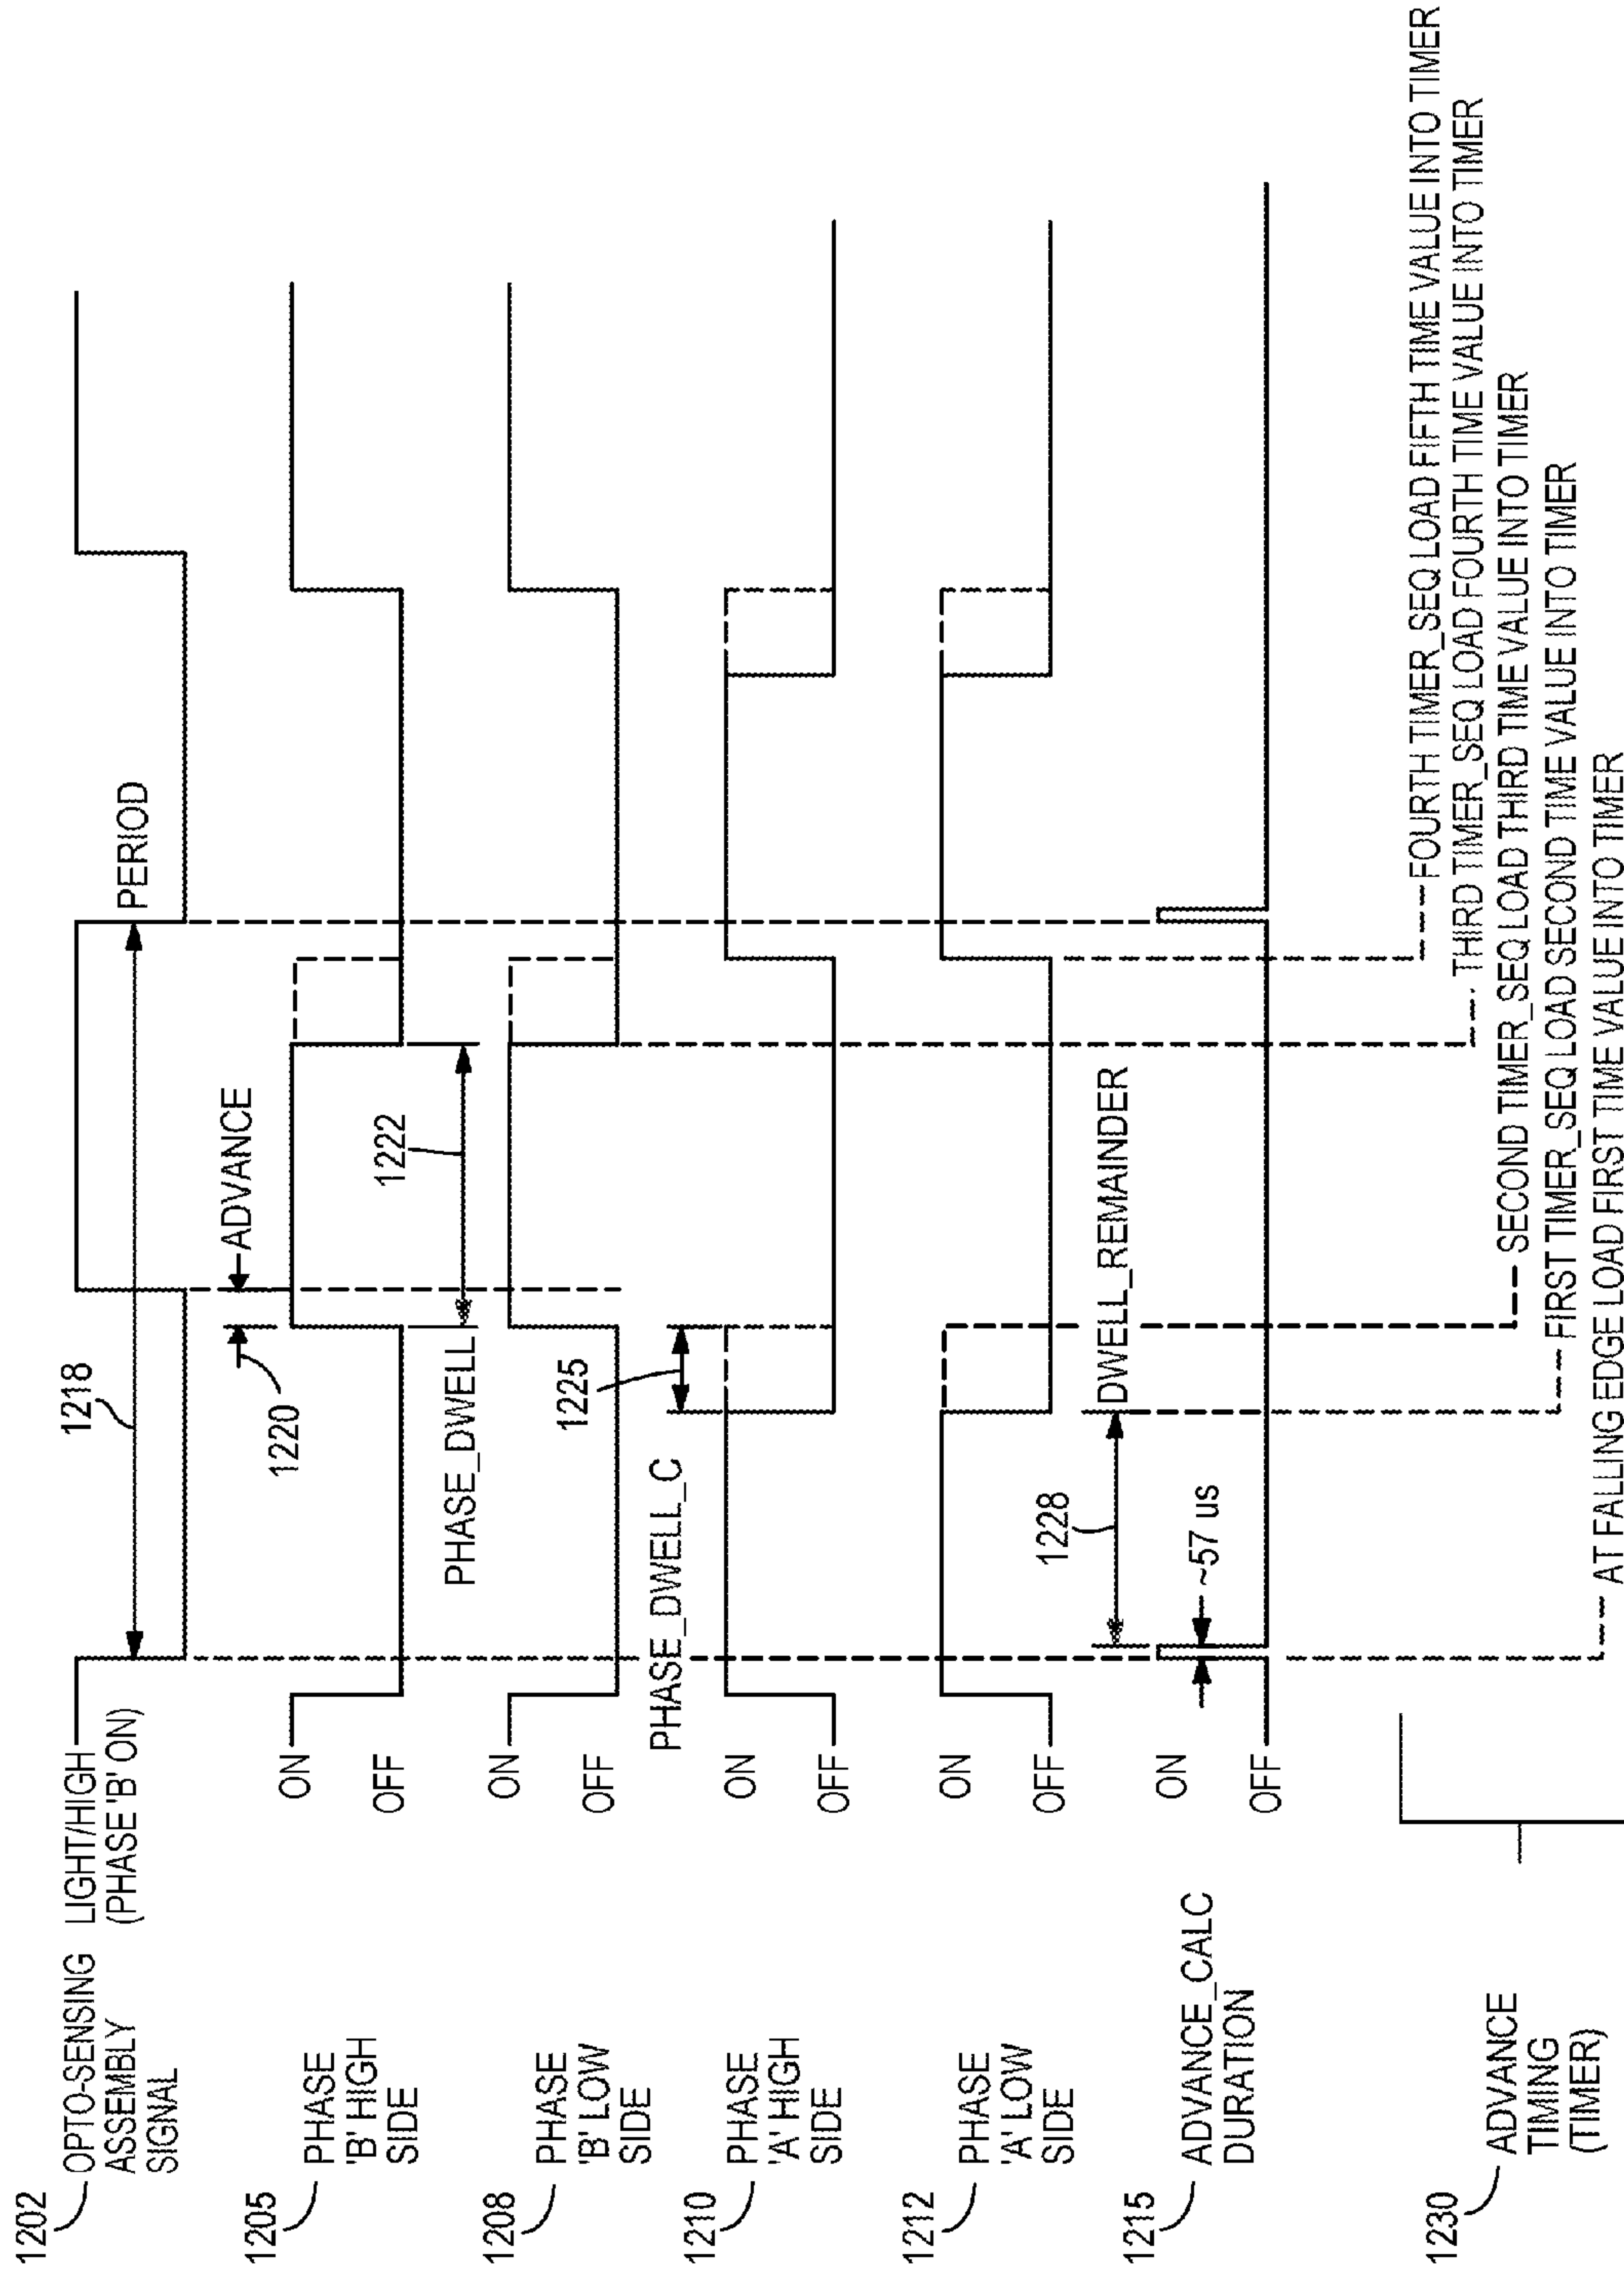 1202
OPTO-SENSING
ASSEMBLY
SIGNAL
LIGHT/HIGH
(PHASE 'B' ON)
1218
PERIOD
1205
PHASE
'B' HIGH
SIDE
ON
OFF
1220
ADVANCE
PHASE_DWELL
1222
1208
PHASE
'B' LOW
SIDE
ON
OFF
PHASE_DWELL_C
1225
1210
PHASE
'A' HIGH
SIDE
ON
OFF
1212
PHASE
'A' LOW
SIDE
ON
OFF
1228
DWELL_REMAINDER
~57 us
1215
ADVANCE_CALC
DURATION
ON
OFF
1230
ADVANCE
TIMING
(TIMER)
FOURTH TIMER_SEQ LOAD FIFTH TIME VALUE INTO TIMER
THIRD TIMER_SEQ LOAD FOURTH TIME VALUE INTO TIMER
SECOND TIMER_SEQ LOAD THIRD TIME VALUE INTO TIMER
FIRST TIMER_SEQ LOAD SECOND TIME VALUE INTO TIMER
AT FALLING EDGE LOAD FIRST TIME VALUE INTO TIMER